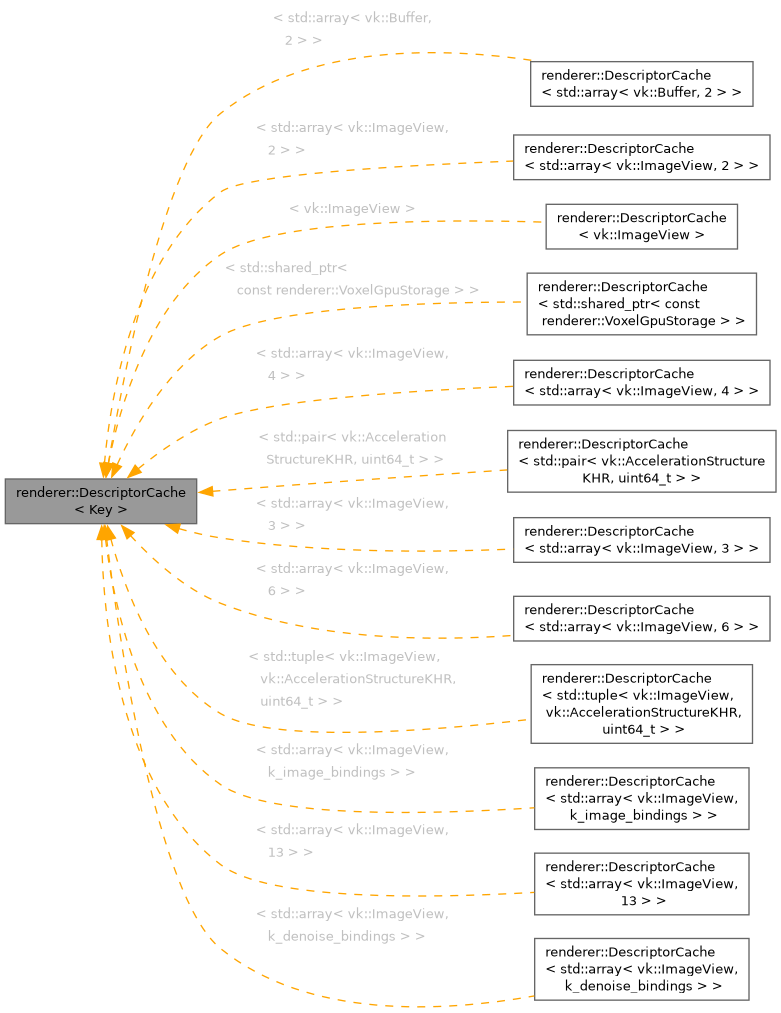 < std::array< vk::Buffer,
2 > >
renderer::DescriptorCache
< std::array< vk::Buffer, 2 > >
< std::array< vk::ImageView,
2 > >
renderer::DescriptorCache
< std::array< vk::ImageView, 2 > >
< vk::ImageView >
renderer::DescriptorCache
< vk::ImageView >
< std::shared_ptr<
const renderer::VoxelGpuStorage > >
renderer::DescriptorCache
< std::shared_ptr< const
renderer::VoxelGpuStorage > >
< std::array< vk::ImageView,
4 > >
renderer::DescriptorCache
< std::array< vk::ImageView, 4 > >
< std::pair< vk::Acceleration
StructureKHR, uint64_t > >
renderer::DescriptorCache
< std::pair< vk::AccelerationStructure
KHR, uint64_t > >
renderer::DescriptorCache
< Key >
< std::array< vk::ImageView,
3 > >
renderer::DescriptorCache
< std::array< vk::ImageView, 3 > >
< std::array< vk::ImageView,
6 > >
renderer::DescriptorCache
< std::array< vk::ImageView, 6 > >
< std::tuple< vk::ImageView,
vk::AccelerationStructureKHR,
uint64_t > >
renderer::DescriptorCache
< std::tuple< vk::ImageView,
vk::AccelerationStructureKHR,
uint64_t > >
< std::array< vk::ImageView,
k_image_bindings > >
renderer::DescriptorCache
< std::array< vk::ImageView,
k_image_bindings > >
< std::array< vk::ImageView,
13 > >
renderer::DescriptorCache
< std::array< vk::ImageView,
13 > >
< std::array< vk::ImageView,
k_denoise_bindings > >
renderer::DescriptorCache
< std::array< vk::ImageView,
k_denoise_bindings > >